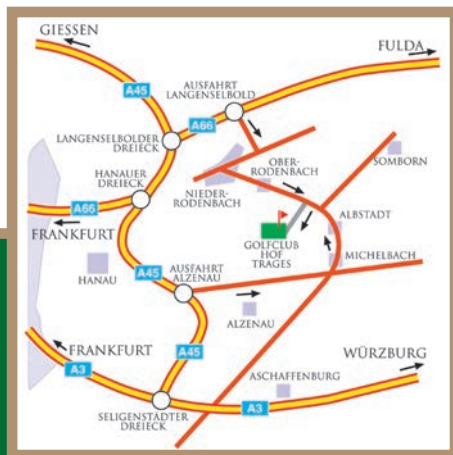 GIESSEN
FULDA
A45
AUSFAHRT
LANGENSELBOLD
A66
LANGENSELBOLDER
DREIECK
OBER-
RODENBACH
SOMBORN
HANAUER
DREIECK
NIEDER-
RODENBACH
A66
FRANKFURT
ALBSTADT
GOLFCLUB
HOF
TRAGES
MICHELBACH
HANAU
A45
AUSFAHRT
ALZENAU
ALZENAU
FRANKFURT
A45
WÜRZBURG
A3
ASCHAFFENBURG
SELIGENSTÄDTER
DREIECK
A3